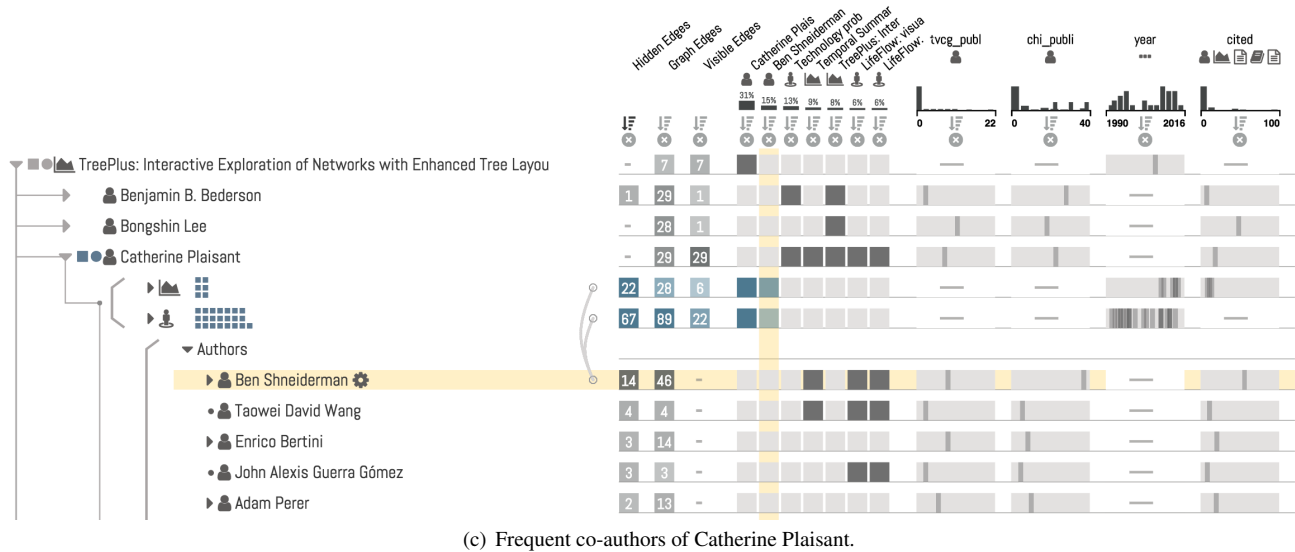 Hidden Edges
Graph Edges
Visible Edges
Catherine Plais
Ben Shneiderman
Technology prob
Temporal Summar
TreePlus: Inter
LifeFlow: visua
LifeFlow:
tvcg_publ
chi_publi
year
cited
31% 15% 13% 9% 8% 6% 6%
0 22 0 40 1990 2016 0 100
TreePlus: Interactive Exploration of Networks with Enhanced Tree Layou - 7 7
Benjamin B. Bederson 1 29 1
Bongshin Lee - 28 1
Catherine Plaisant - 29 29
22 28 6
67 89 22
Authors
Ben Shneiderman 14 46 -
Taowei David Wang 4 4 -
Enrico Bertini 3 14 -
John Alexis Guerra Gómez 3 3 -
Adam Perer 2 13 -
(c) Frequent co-authors of Catherine Plaisant.